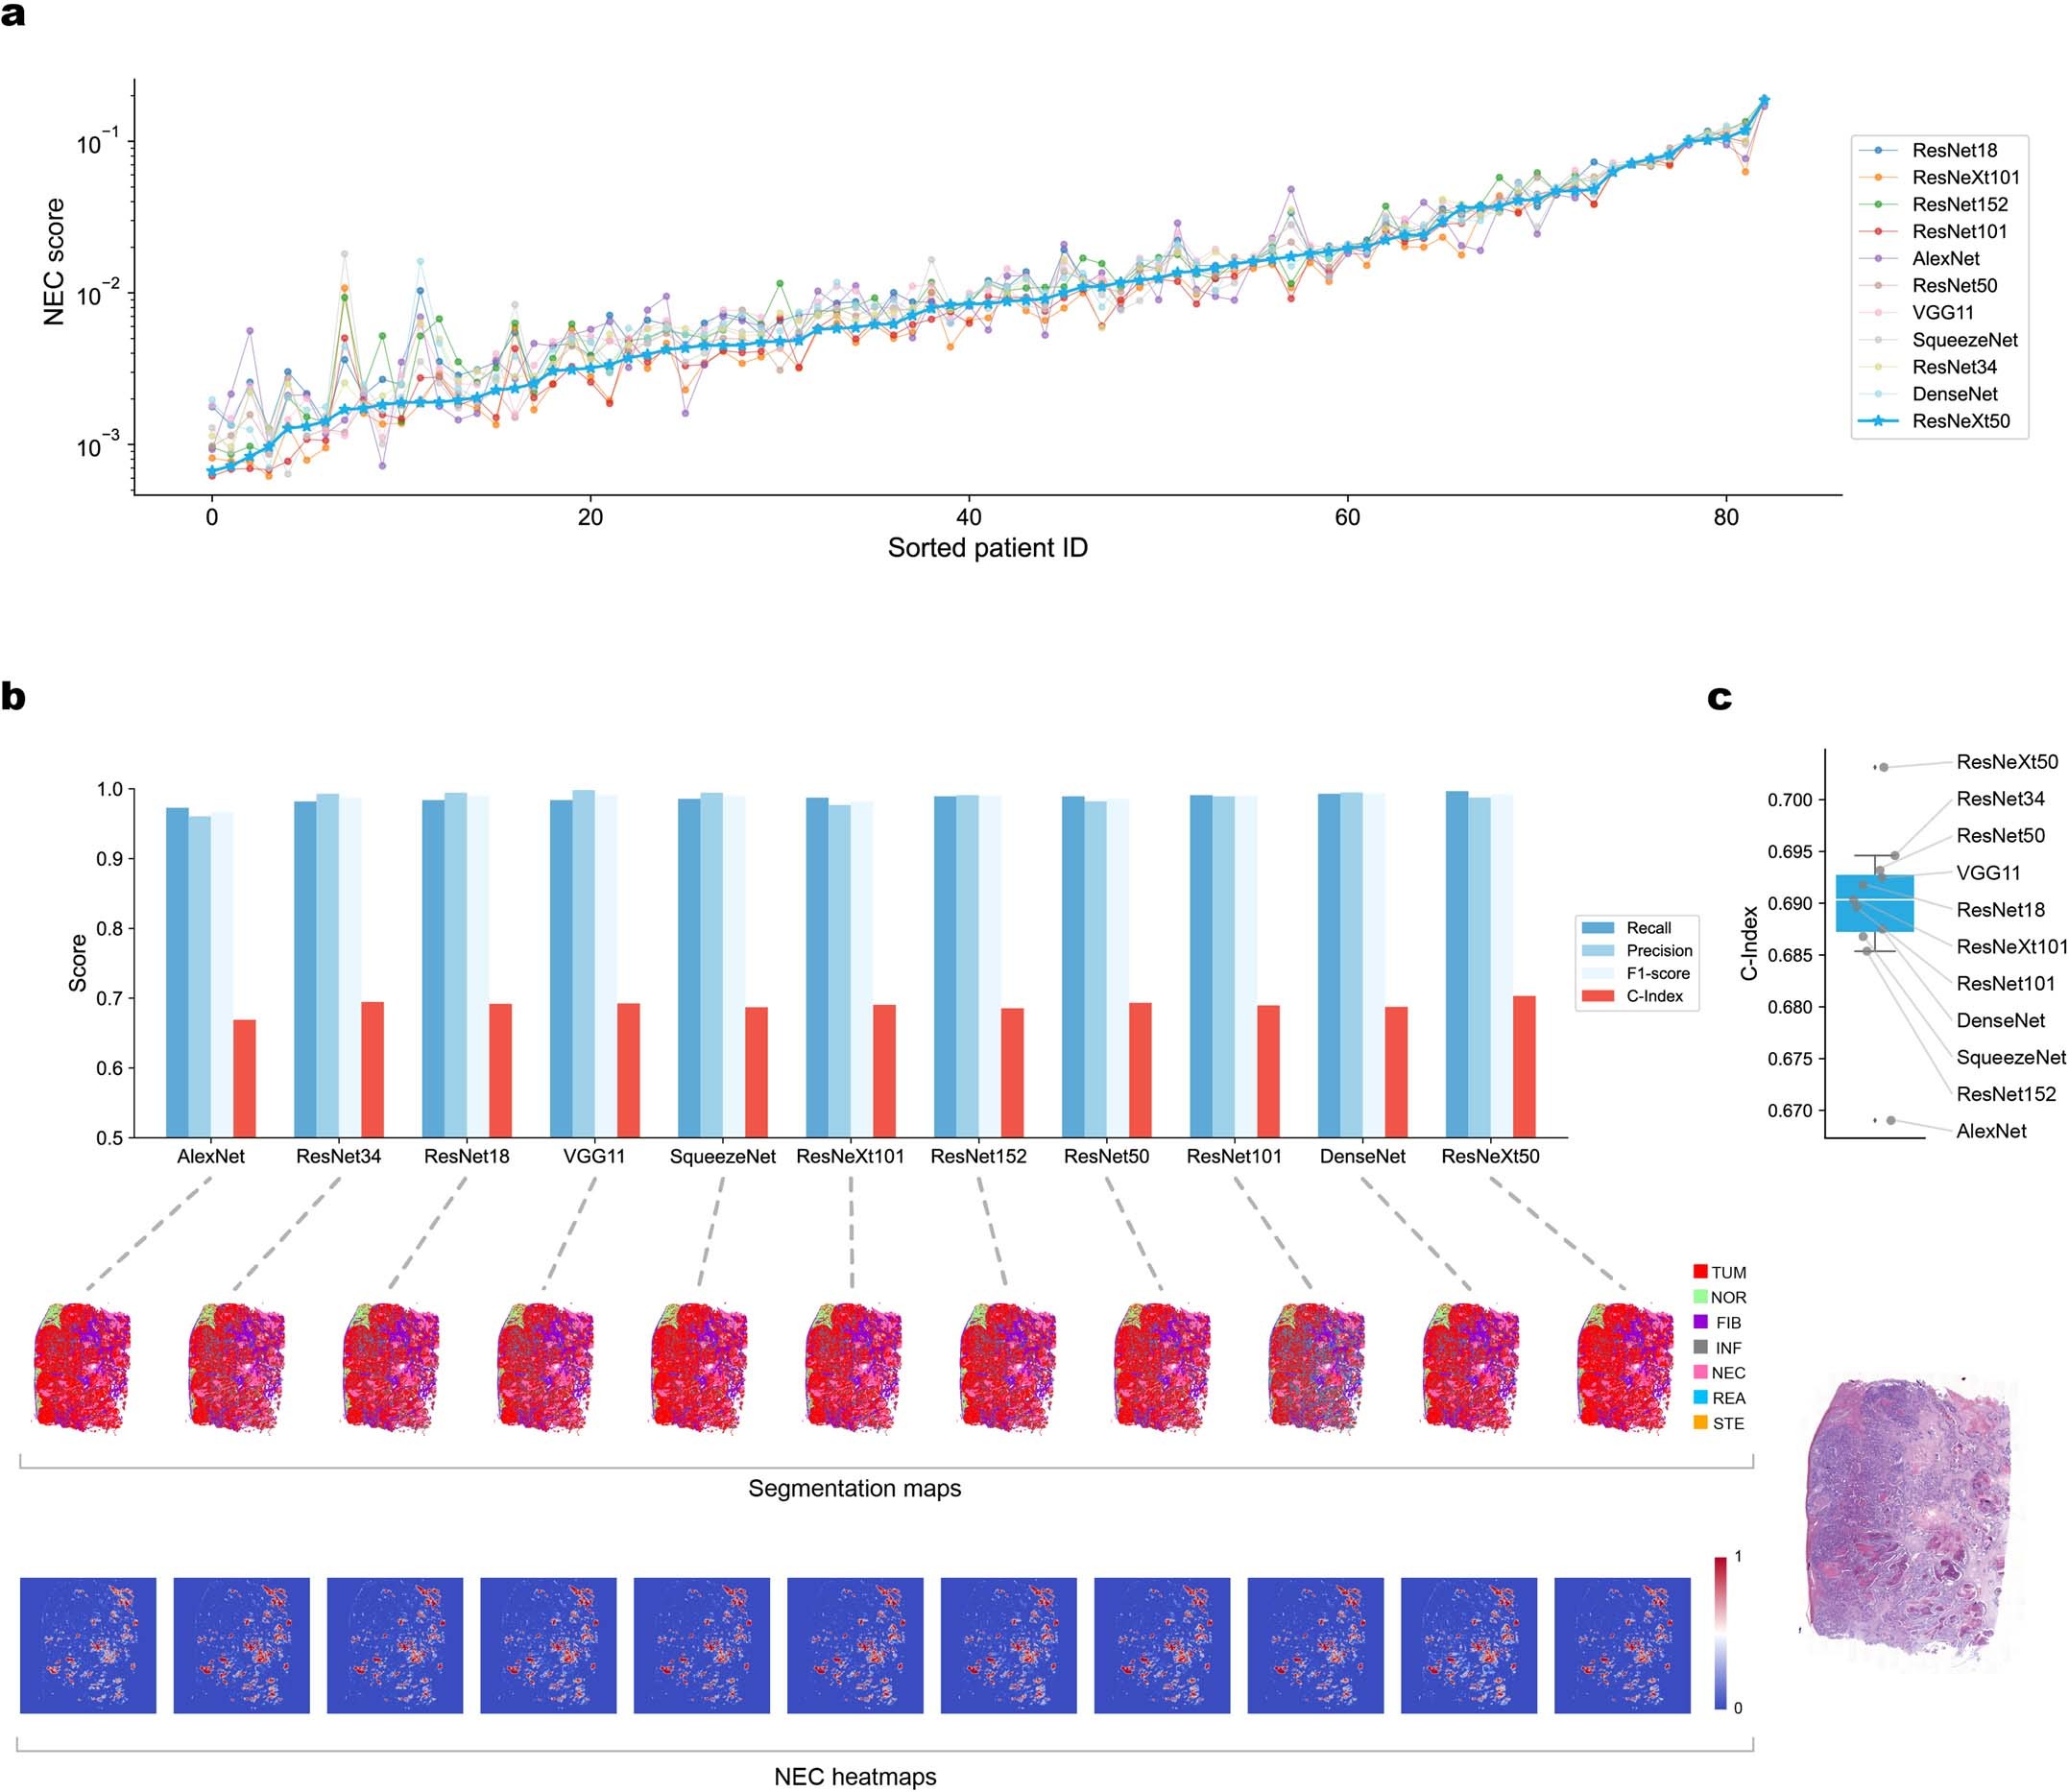 a
NEC score
10−1
10−2
10−3
0 20 40 60 80
Sorted patient ID
ResNet18
ResNeXt101
ResNet152
ResNet101
AlexNet
ResNet50
VGG11
SqueezeNet
ResNet34
DenseNet
ResNeXt50
b
Score
1.0
0.9
0.8
0.7
0.6
0.5
AlexNet ResNet34 ResNet18 VGG11 SqueezeNet ResNeXt101 ResNet152 ResNet50 ResNet101 DenseNet ResNeXt50
Recall
Precision
F1-score
C-Index
c
C-Index
0.700
0.695
0.690
0.685
0.680
0.675
0.670
ResNeXt50
ResNet34
ResNet50
VGG11
ResNet18
ResNeXt101
ResNet101
DenseNet
SqueezeNet
ResNet152
AlexNet
TUM
NOR
FIB
INF
NEC
REA
STE
Segmentation maps
1
0
NEC heatmaps